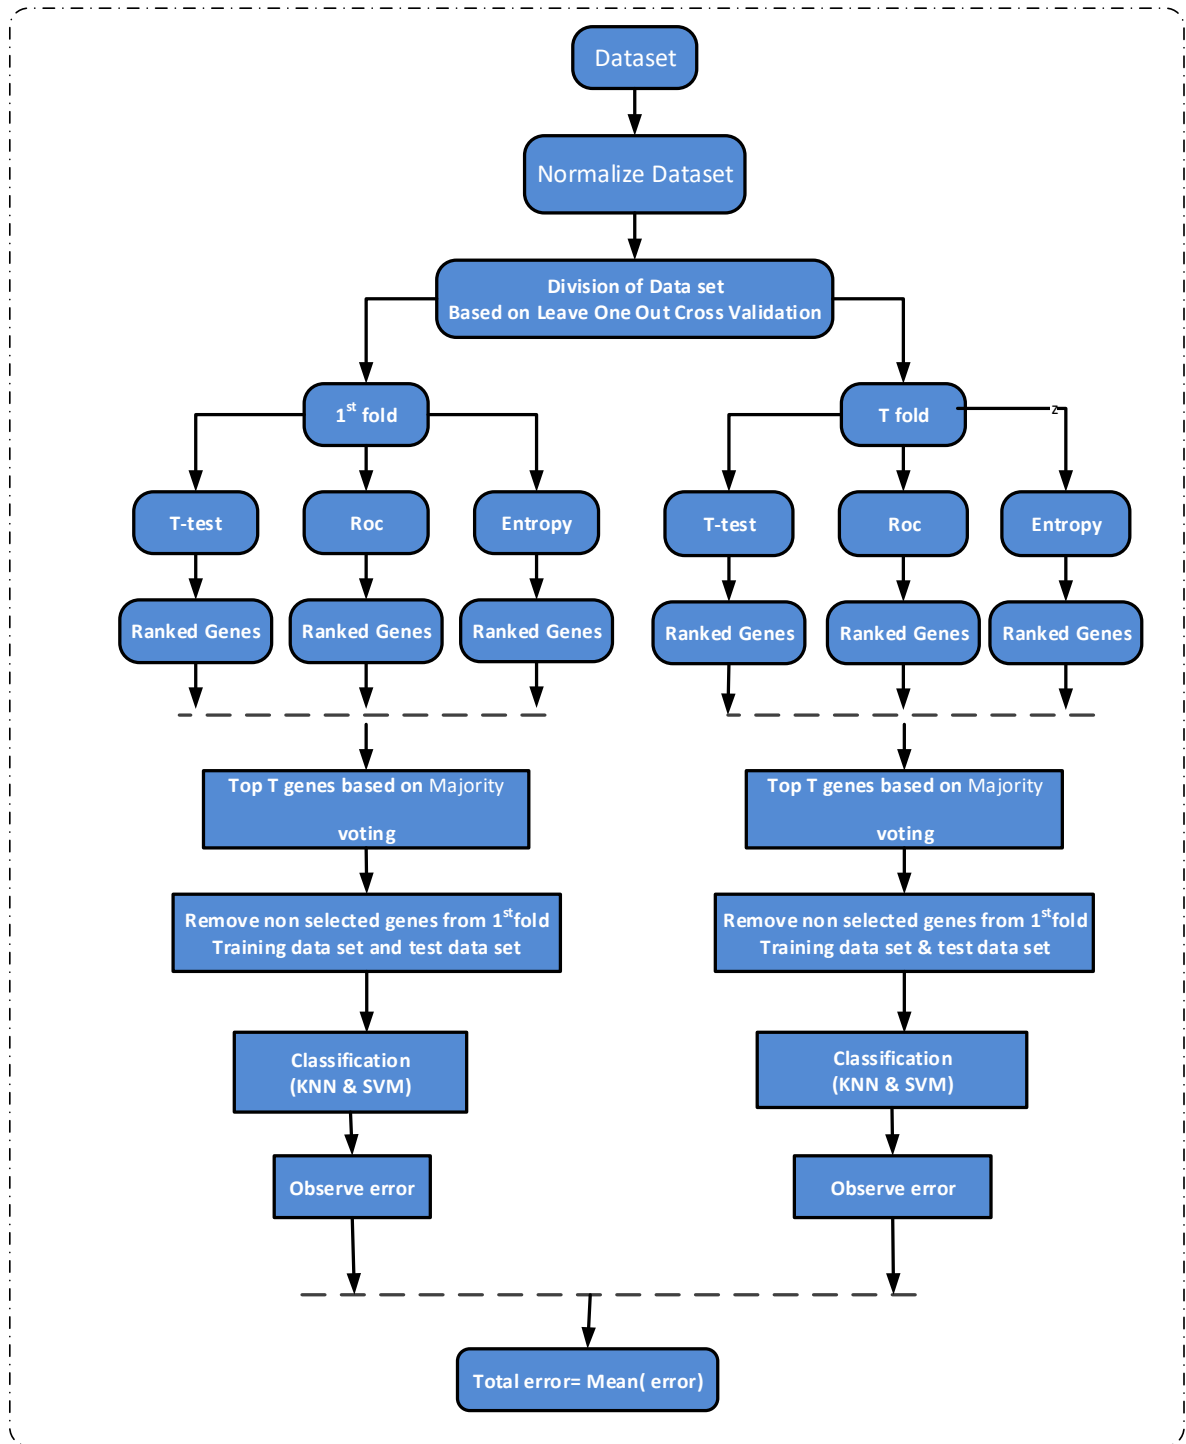 Dataset
Normalize Dataset
Division of Data set
Based on Leave One Out Cross Validation
1st fold
T fold
z
T-test
Roc
Entropy
T-test
Roc
Entropy
Ranked Genes
Ranked Genes
Ranked Genes
Ranked Genes
Ranked Genes
Ranked Genes
Top T genes based on Majority
voting
Top T genes based on Majority
voting
Remove non selected genes from 1st fold
Training data set and test data set
Remove non selected genes from 1st fold
Training data set & test data set
Classification
(KNN & SVM)
Classification
(KNN & SVM)
Observe error
Observe error
Total error= Mean( error)